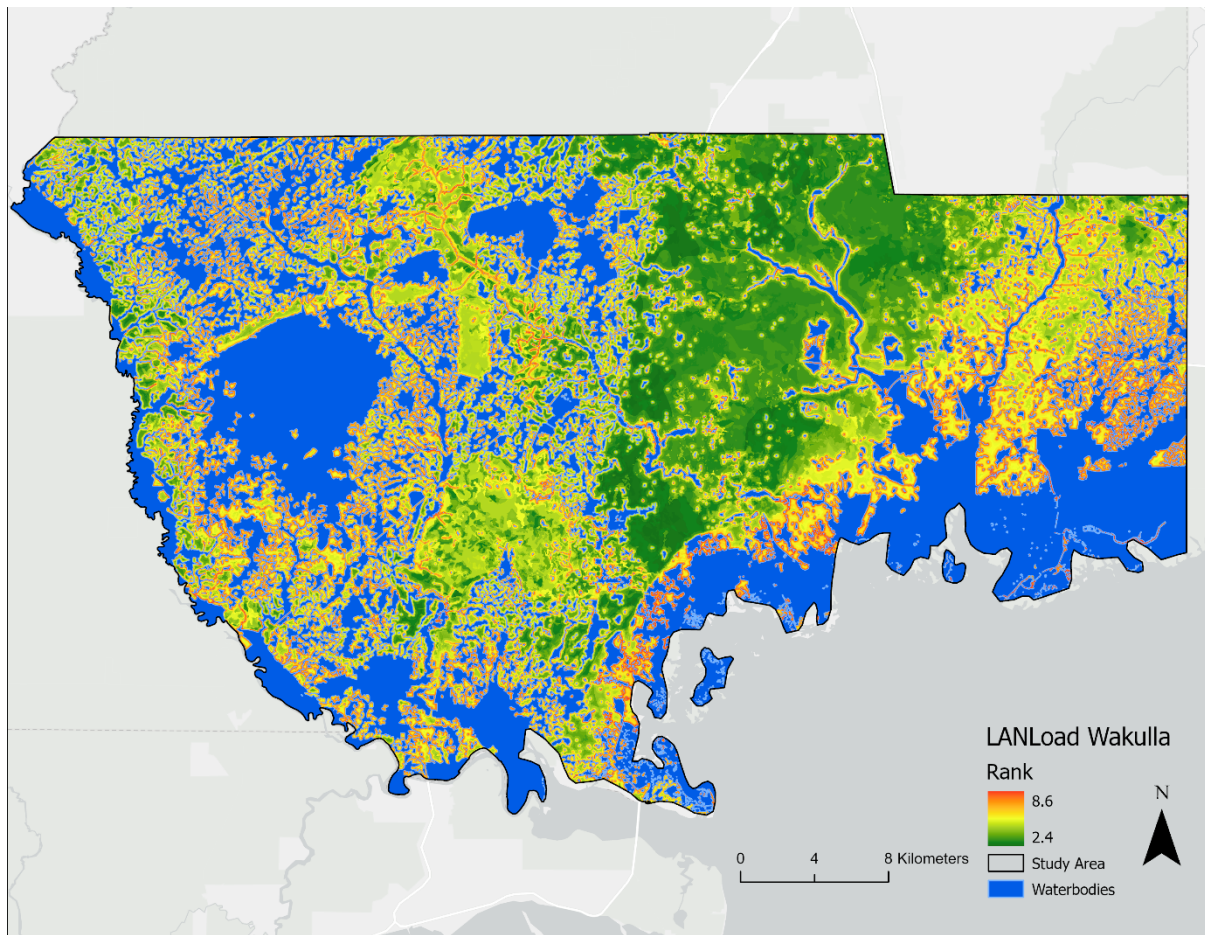 LANLoad Wakulla
Rank
8.6
2.4
Study Area
Waterbodies
N
0 4 8 Kilometers